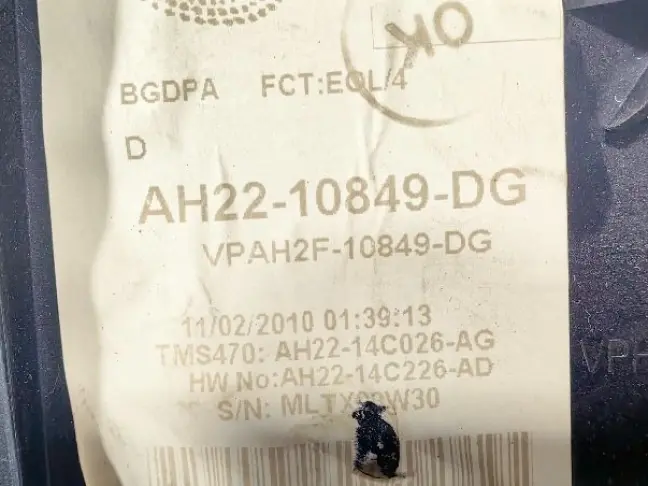 OK
BGDPA FCT:EOL/4
D
AH22-10849-DG
VPAH2F-10849-DG
11/02/2010 01:39:13
TMS470: AH22-14C026-AG
HW No:AH22-14C226-AD
VPA
S/N: